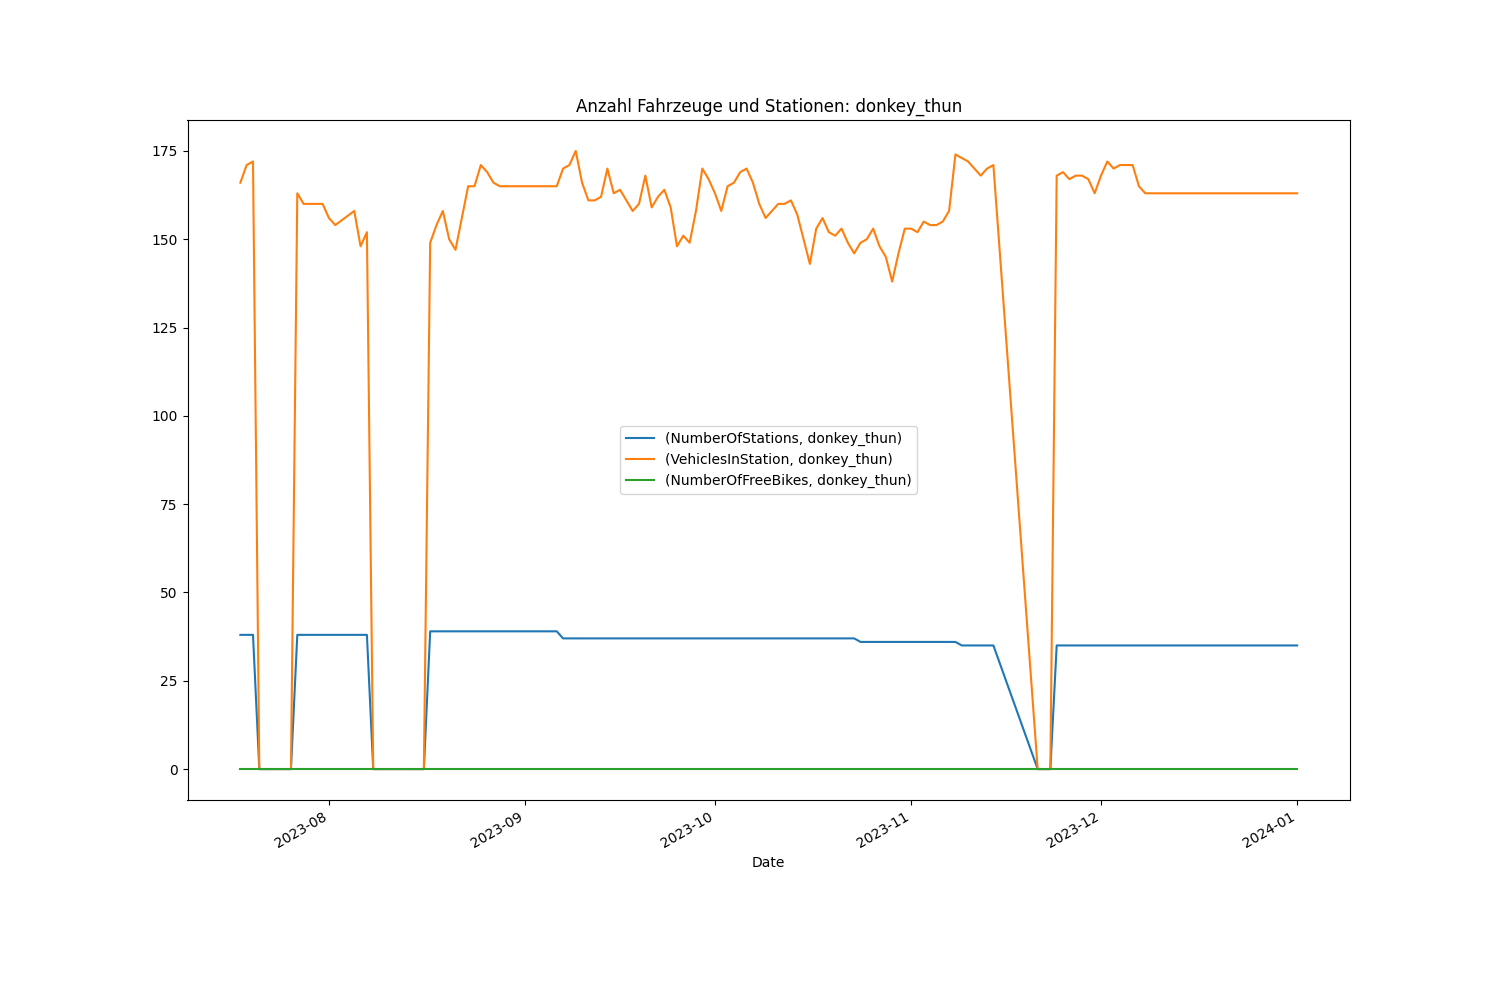 Anzahl Fahrzeuge und Stationen: donkey_thun
175
150
125
100
75
50
25
0
(NumberOfStations, donkey_thun)
(VehiclesInStation, donkey_thun)
(NumberOfFreeBikes, donkey_thun)
2023-08
2023-09
2023-10
2023-11
2023-12
2024-01
Date